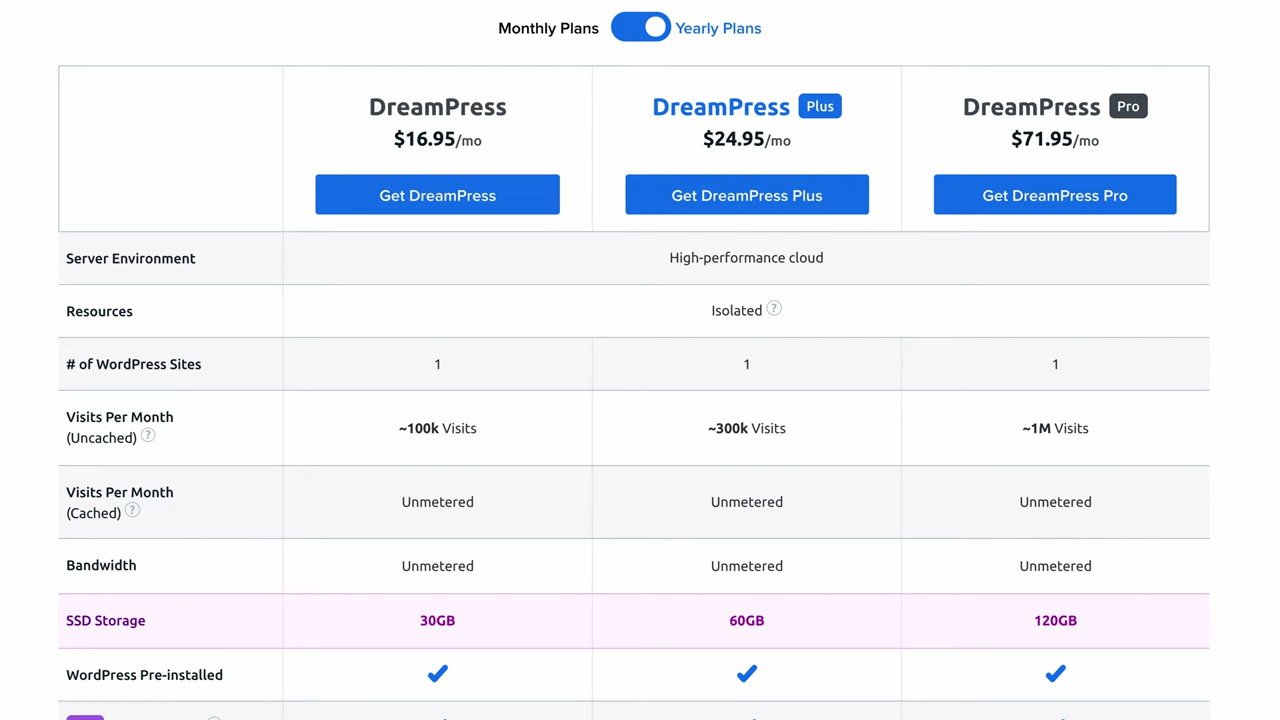 Monthly Plans Yearly Plans
DreamPress DreamPress Plus DreamPress Pro
$16.95/mo $24.95/mo $71.95/mo
Get DreamPress Get DreamPress Plus Get DreamPress Pro
Server Environment High-performance cloud
Resources Isolated ?
# of WordPress Sites 1 1 1
Visits Per Month
(Uncached) ? ~100k Visits ~300k Visits ~1M Visits
Visits Per Month
(Cached) ? Unmetered Unmetered Unmetered
Bandwidth Unmetered Unmetered Unmetered
SSD Storage 30GB 60GB 120GB
WordPress Pre-installed